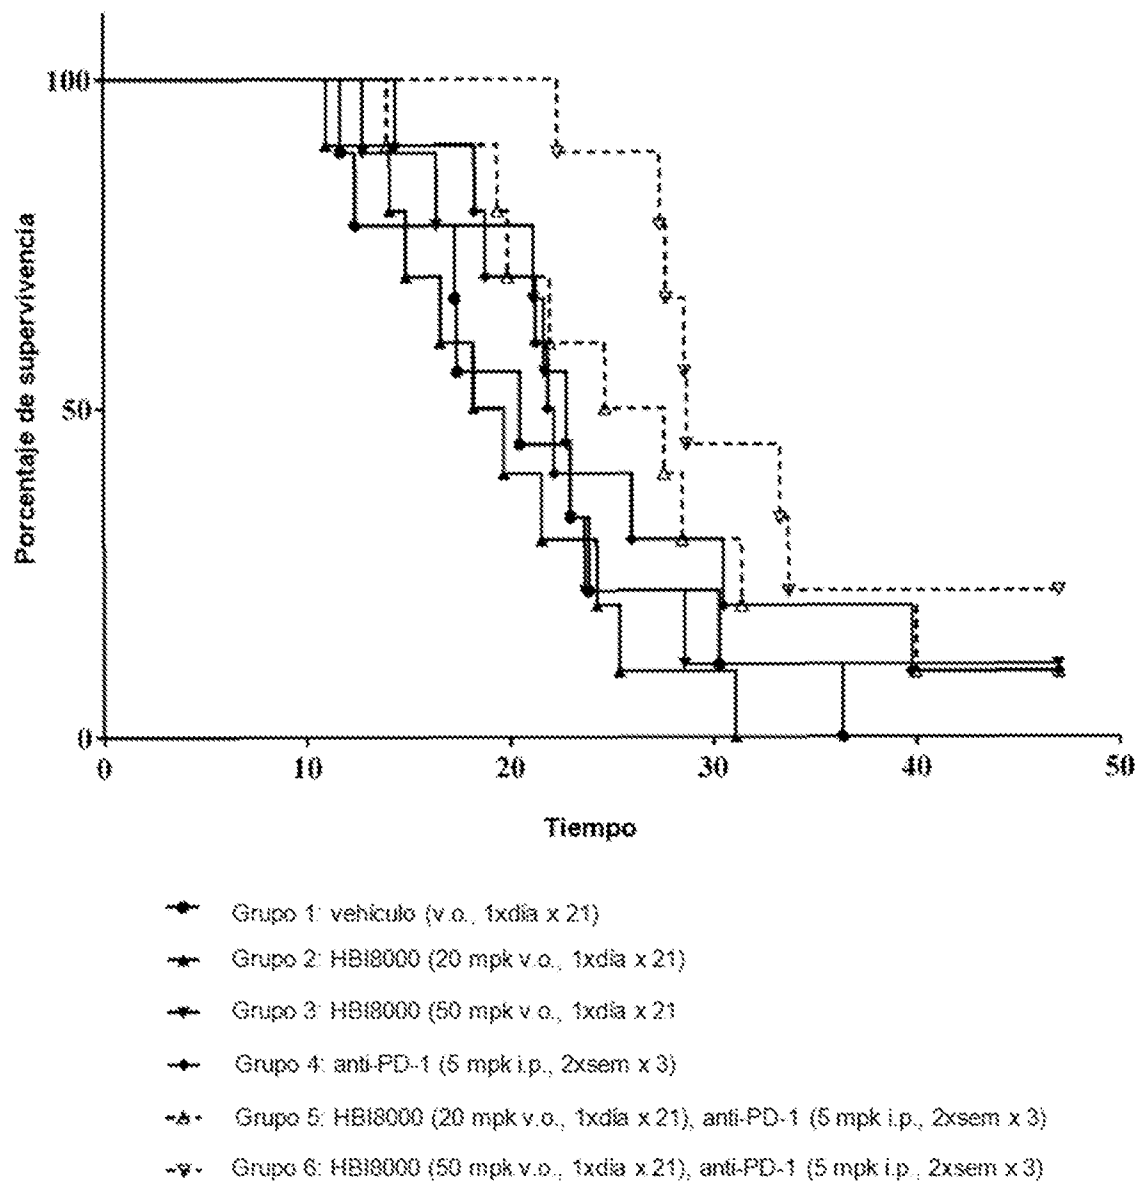 100
50
0
Porcentaje de supervivencia
0 10 20 30 40 50
Tiempo
Grupo 1: vehículo (v.o., 1xdía x 21)
Grupo 2: HBI8000 (20 mpk v.o., 1xdía x 21)
Grupo 3: HBI8000 (50 mpk v.o., 1xdía x 21
Grupo 4: anti-PD-1 (5 mpk i.p., 2xsem x 3)
Grupo 5: HBI8000 (20 mpk v.o., 1xdía x 21), anti-PD-1 (5 mpk i.p., 2xsem x 3)
Grupo 6: HBI8000 (50 mpk v.o., 1xdía x 21), anti-PD-1 (5 mpk i.p., 2xsem x 3)